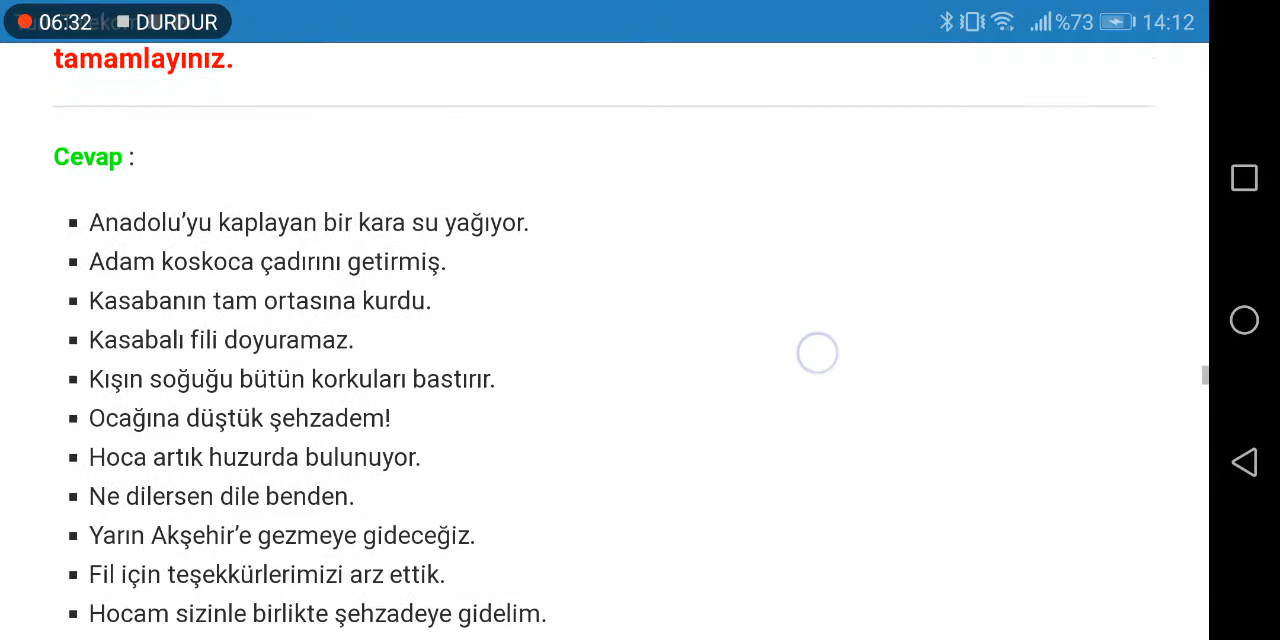 06:32 DURDUR %73 14:12
tamamlayınız.
Cevap :
Anadolu’yu kaplayan bir kara su yağıyor.
Adam koskoca çadırını getirmiş.
Kasabanın tam ortasına kurdu.
Kasabalı fili doyuramaz.
Kışın soğuğu bütün korkuları bastırır.
Ocağına düştük şehzadem!
Hoca artık huzurda bulunuyor.
Ne dilersen dile benden.
Yarın Akşehir’e gezmeye gideceğiz.
Fil için teşekkürlerimizi arz ettik.
Hocam sizinle birlikte şehzadeye gidelim.